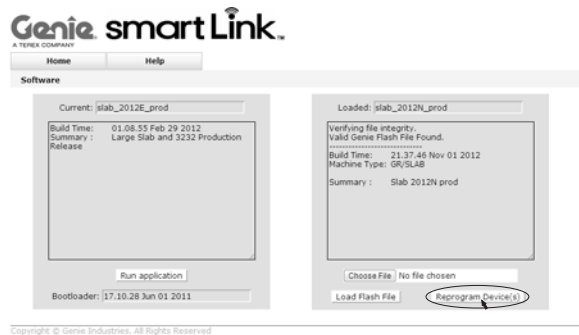 Genie smartLink™
A TEREX COMPANY
Home Help
Software
Current: slab_2012E_prod
Build Time: 01.08.55 Feb 29 2012
Summary : Large Slab and 3232 Production
Release
Run application
Bootloader: 17.10.28 Jun 01 2011
Loaded: slab_2012N_prod
Verifying file integrity.
Valid Genie Flash File Found.
------------------------------
Build Time: 21.37.46 Nov 01 2012
Machine Type: GR/SLAB
Summary : Slab 2012N prod
Choose File No file chosen
Load Flash File Reprogram Device(s)
Copyright © Genie Industries. All Rights Reserved